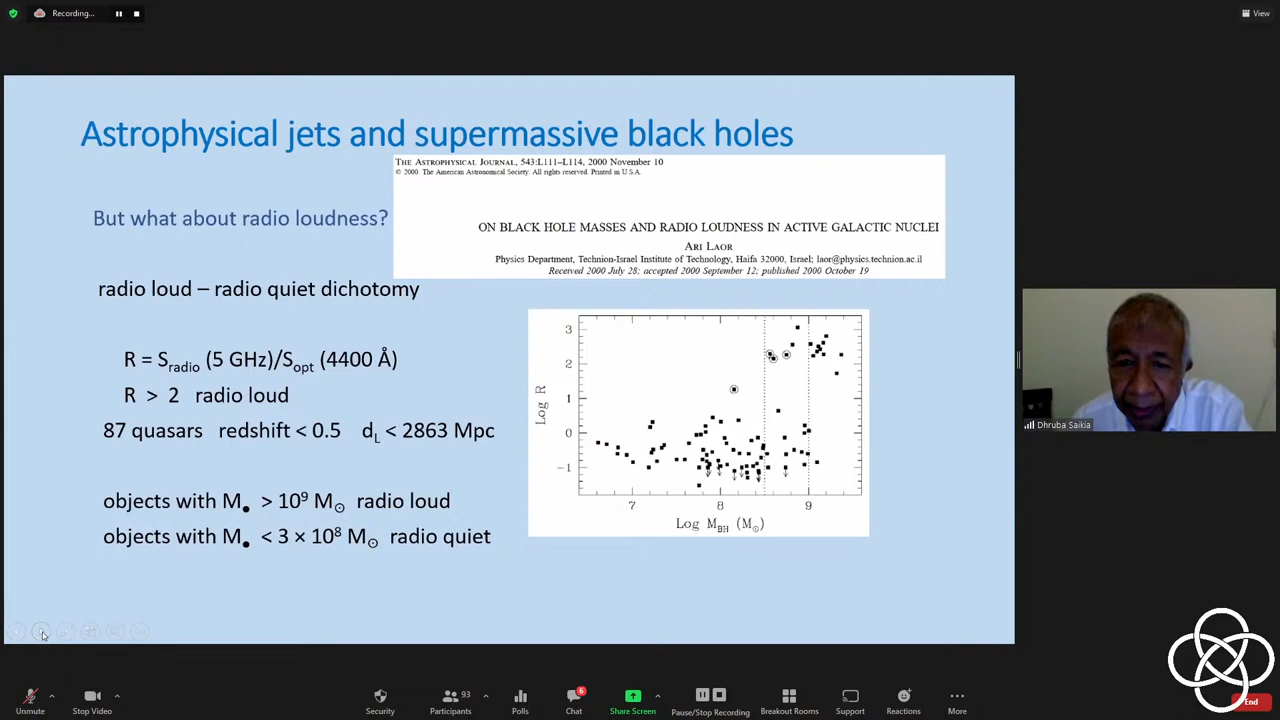 Recording...
View
Astrophysical jets and supermassive black holes
THE ASTROPHYSICAL JOURNAL, 543:L111–L114, 2000 November 10
© 2000. The American Astronomical Society. All rights reserved. Printed in U.S.A.
But what about radio loudness?
ON BLACK HOLE MASSES AND RADIO LOUDNESS IN ACTIVE GALACTIC NUCLEI
ARI LAOR
Physics Department, Technion-Israel Institute of Technology, Haifa 32000, Israel; laor@physics.technion.ac.il
Received 2000 July 28; accepted 2000 September 12; published 2000 October 19
radio loud – radio quiet dichotomy
R = Sradio (5 GHz)/Sopt (4400 Å)
R > 2 radio loud
87 quasars redshift < 0.5 dL < 2863 Mpc
objects with M● > 10⁹ M☉ radio loud
objects with M● < 3 × 10⁸ M☉ radio quiet
3
2
1
0
−1
Log R
7 8 9
Log MBH (M☉)
Dhruba Saikia
Unmute
Stop Video
Security
Participants 93
Polls
Chat 6
Share Screen
Pause/Stop Recording
Breakout Rooms
Support
Reactions
More
End